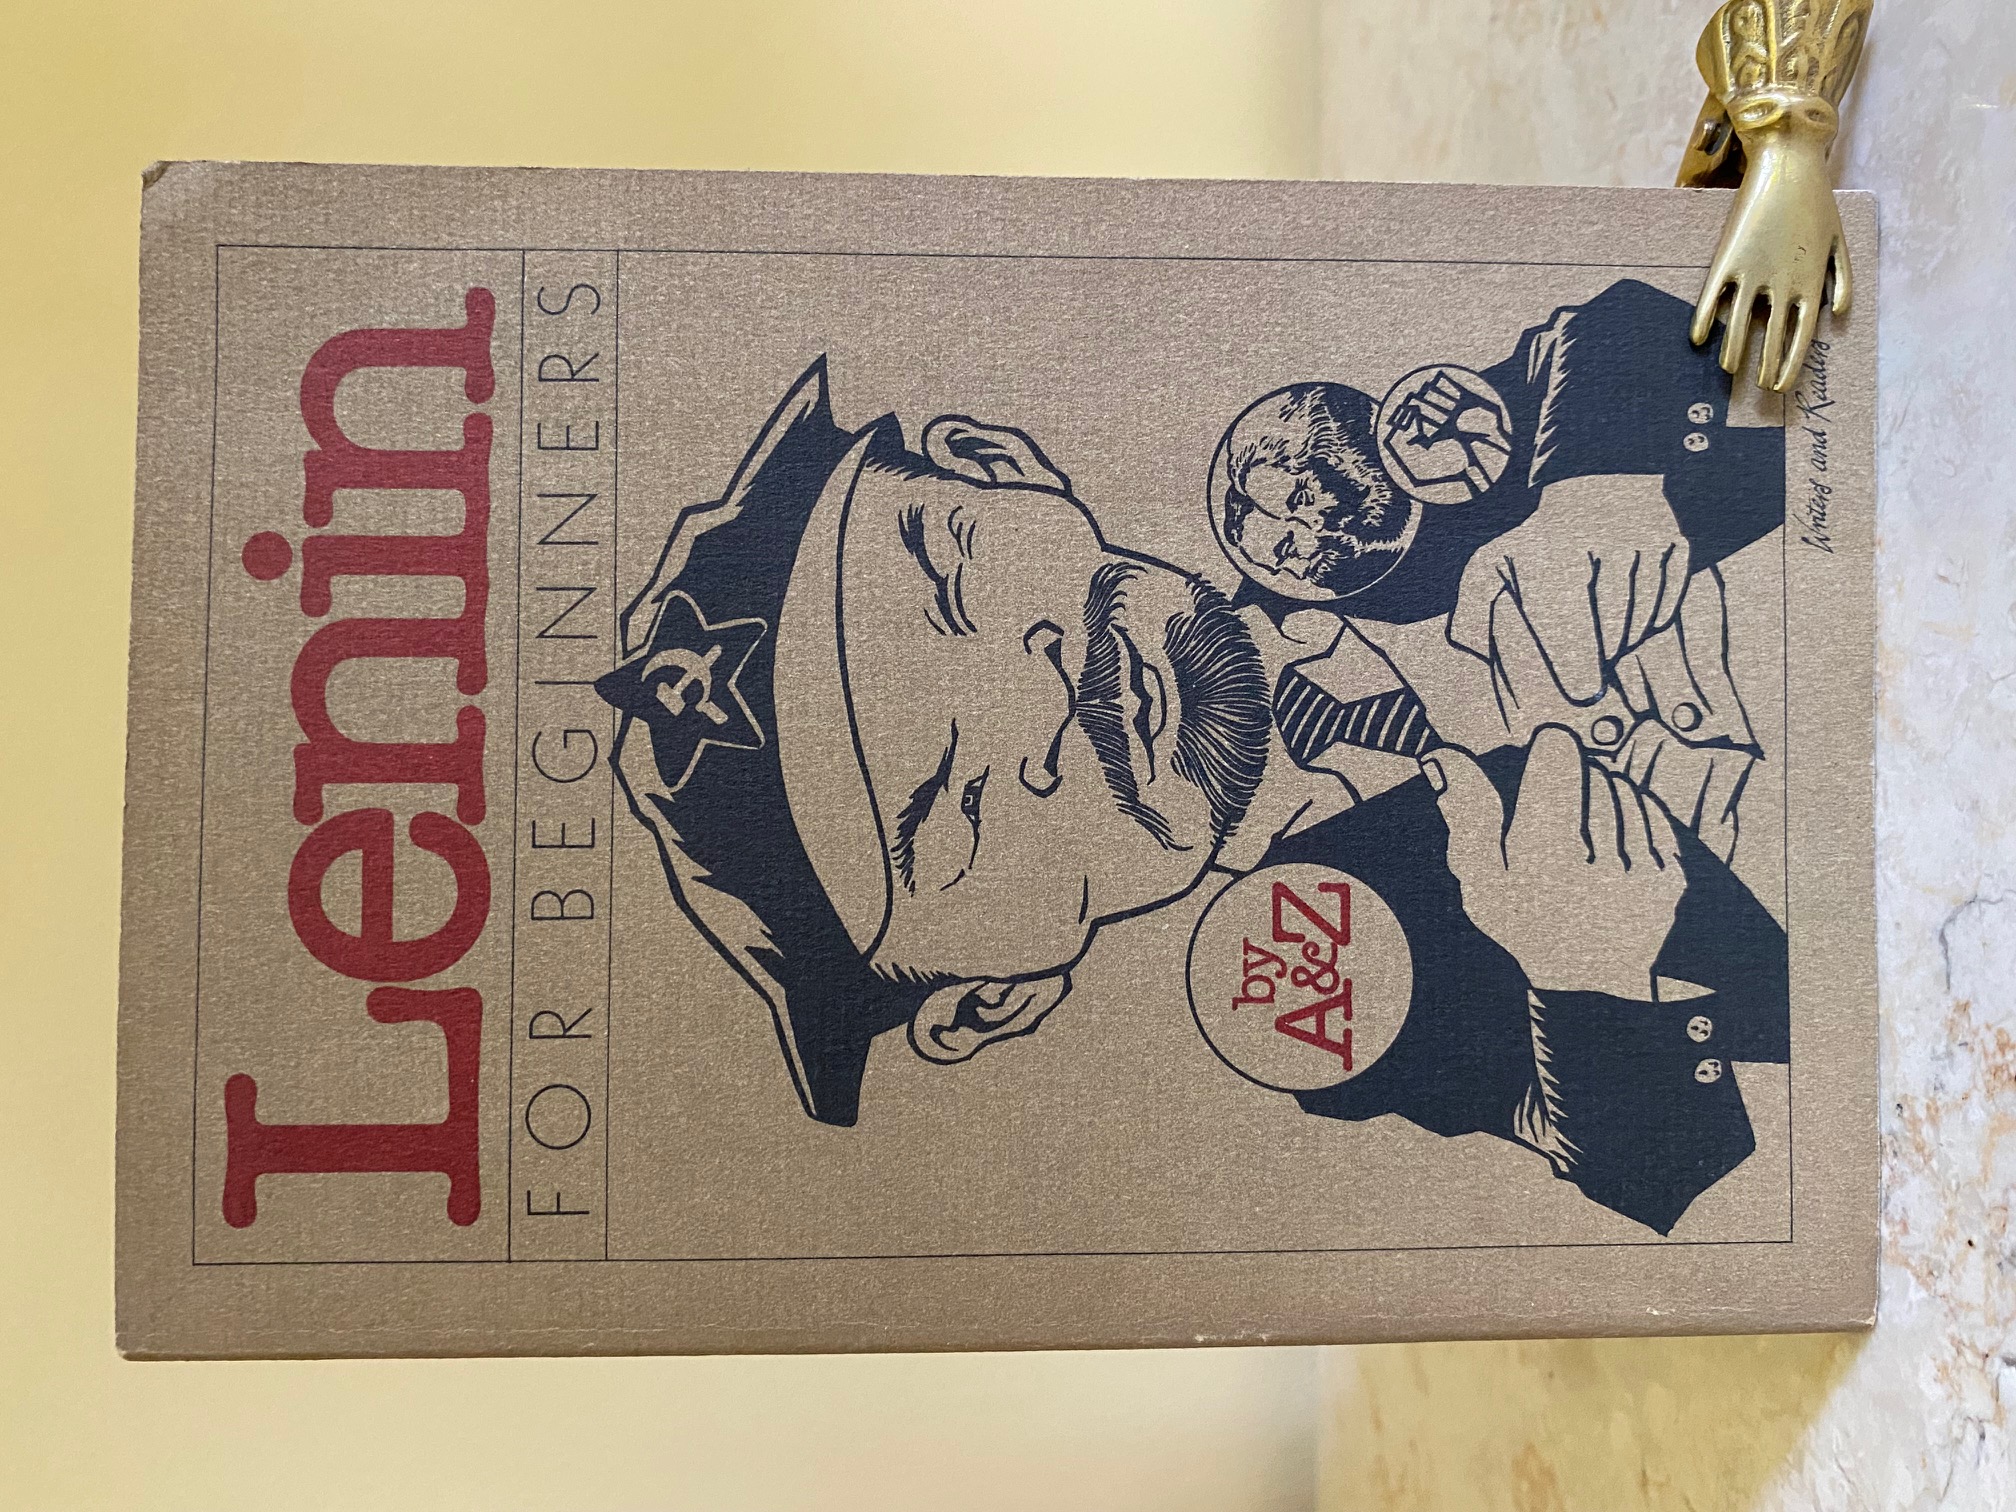 Lenin
FOR BEGINNERS
by
A&Z
Writers and Readers